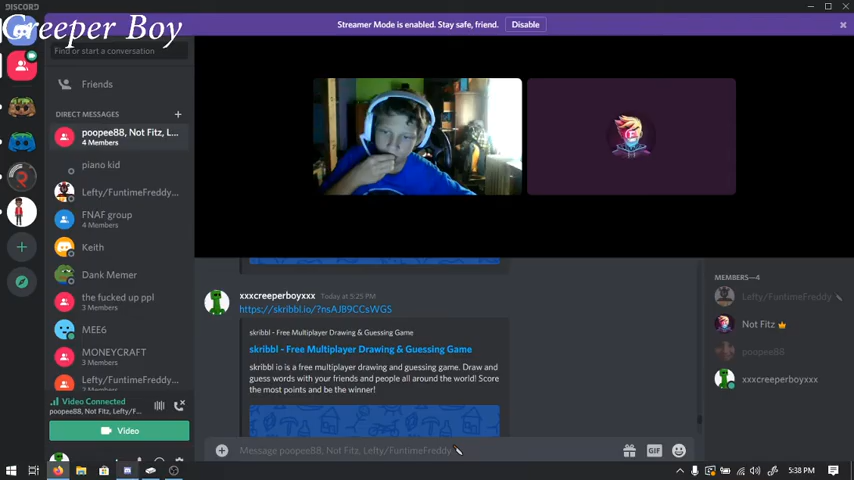 DISCORD
Creeper Boy
Streamer Mode is enabled. Stay safe, friend.
Disable
Find or start a conversation
Friends
DIRECT MESSAGES
poopee88, Not Fitz, L...
4 Members
piano kid
Lefty/FuntimeFreddy...
FNAF group
4 Members
Keith
Dank Memer
the fucked up ppl
3 Members
MEE6
MONEYCRAFT
3 Members
Lefty/FuntimeFreddy...
Video Connected
poopee88, Not Fitz, Lefty/F...
Video
xxxcreeperboyxxx Today at 5:25 PM
https://skribbl.io/?nsAJB9CCsWGS
skribbl - Free Multiplayer Drawing & Guessing Game
skribbl - Free Multiplayer Drawing & Guessing Game
skribbl io is a free multiplayer drawing and guessing game. Draw and
guess words with your friends and people all around the world! Score
the most points and be the winner!
Message poopee88, Not Fitz, Lefty/FuntimeFreddy
GIF
MEMBERS—4
Lefty/FuntimeFreddy
Not Fitz
poopee88
xxxcreeperboyxxx
5:38 PM